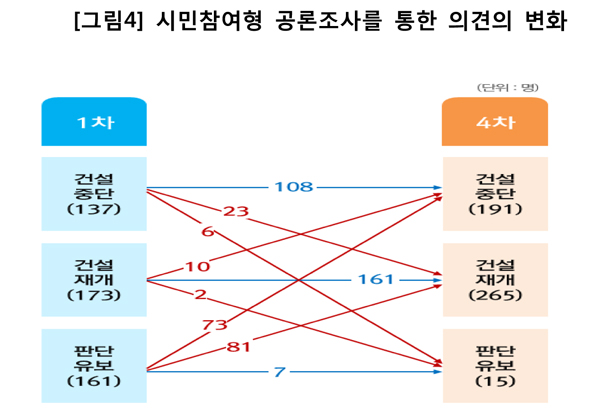 [그림4] 시민참여형 공론조사를 통한 의견의 변화
(단위 : 명)
1차
4차
건설
중단
(137)
108
건설
중단
(191)
23
6
건설
재개
(173)
10
161
건설
재개
(265)
2
73
판단
유보
(161)
81
7
판단
유보
(15)